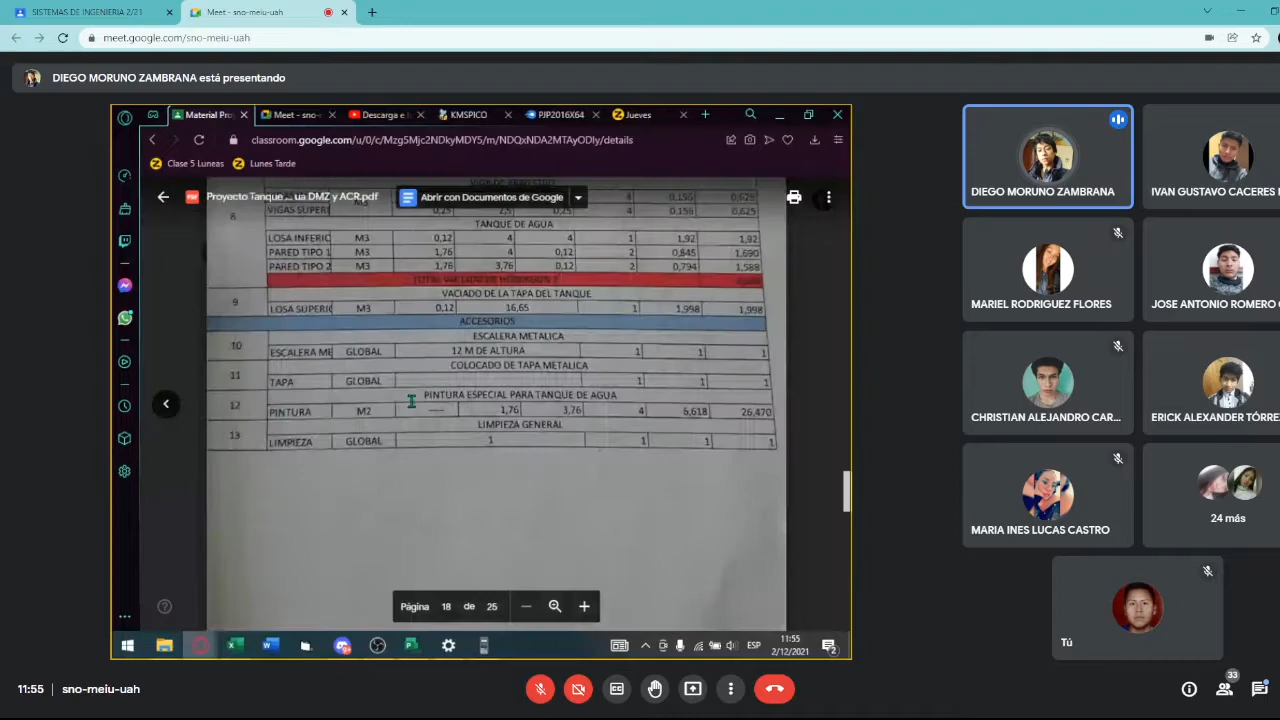 SISTEMAS DE INGENIERIA 2/21
Meet - sno-meiu-uah
meet.google.com/sno-meiu-uah
DIEGO MORUNO ZAMBRANA está presentando
Material Pro
Meet - sno-
Descarga e I
KMSPICO
PJP2016X64
Jueves
classroom.google.com/u/0/c/Mzg5Mjc2NDkyMDY5/m/NDQxNDA2MTAyODIy/details
Clase 5 Luneas
Lunes Tarde
Proyecto Tanque ... ua DMZ y ACR.pdf
Abrir con Documentos de Google
4 0,156 0,625
8
VIGAS SUPERI M3 0,25 2,5 0,25 4 0,156 0,625
TANQUE DE AGUA
LOSA INFERIC M3 0,12 4 4 1 1,92 1,92
PARED TIPO 1 M3 1,76 4 0,12 2 0,845 1,690
PARED TIPO 2 M3 1,76 3,76 0,12 2 0,794 1,588
9 VACIADO DE LA TAPA DEL TANQUE
LOSA SUPERIC M3 0,12 16,65 1 1,998 1,998
ACCESORIOS
10 ESCALERA METALICA
ESCALERA ME GLOBAL 12 M DE ALTURA 1 1 1
11 COLOCADO DE TAPA METALICA
TAPA GLOBAL 1 1 1
12 PINTURA ESPECIAL PARA TANQUE DE AGUA
PINTURA M2 — 1,76 3,76 4 6,618 26,470
13 LIMPIEZA GENERAL
LIMPIEZA GLOBAL 1 1 1 1
Página 18 de 25
ESP
11:55
2/12/2021
2
DIEGO MORUNO ZAMBRANA
IVAN GUSTAVO CACERES
MARIEL RODRIGUEZ FLORES
JOSE ANTONIO ROMERO
CHRISTIAN ALEJANDRO CAR...
ERICK ALEXANDER TÓRRE
MARIA INES LUCAS CASTRO
24 más
Tú
11:55 sno-meiu-uah
33